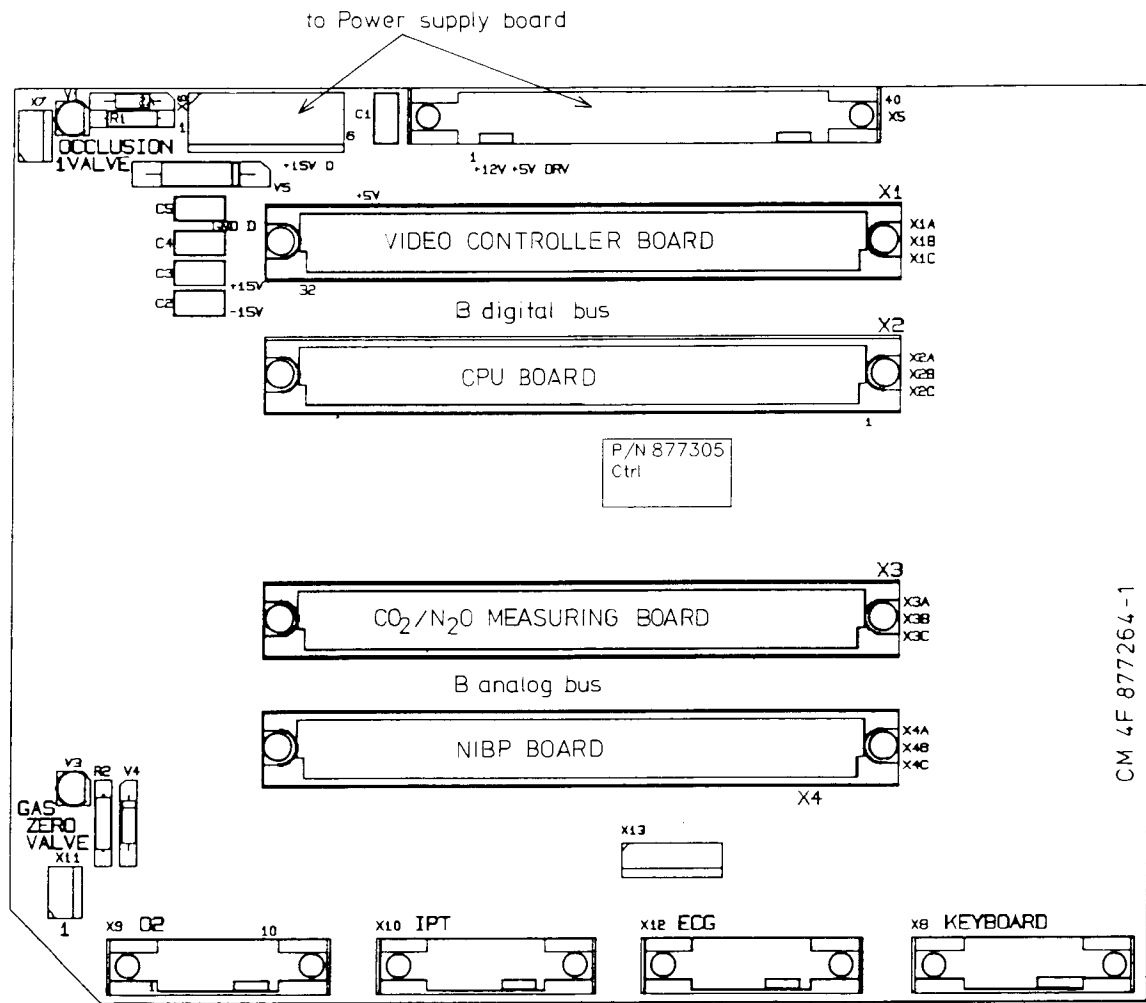 to Power supply board
X7
V1
R1
X6
1
6
C1
40
X5
OCCLUSION
1VALVE
+15V D
1
+12V +5V DRV
V5
+5V
X1
C5
GND D
C4
C3
+15V
C2
-15V
VIDEO CONTROLLER BOARD
X1A
X1B
X1C
32
B digital bus
X2
CPU BOARD
X2A
X2B
X2C
1
P/N 877305
Ctrl
X3
CO₂/N₂O MEASURING BOARD
X3A
X3B
X3C
B analog bus
NIBP BOARD
X4A
X4B
X4C
X4
CM 4F 877264-1
V3
R2
V4
GAS
ZERO
VALVE
X11
1
X13
X9 O2
10
1
X10 IPT
X12 ECG
X8 KEYBOARD